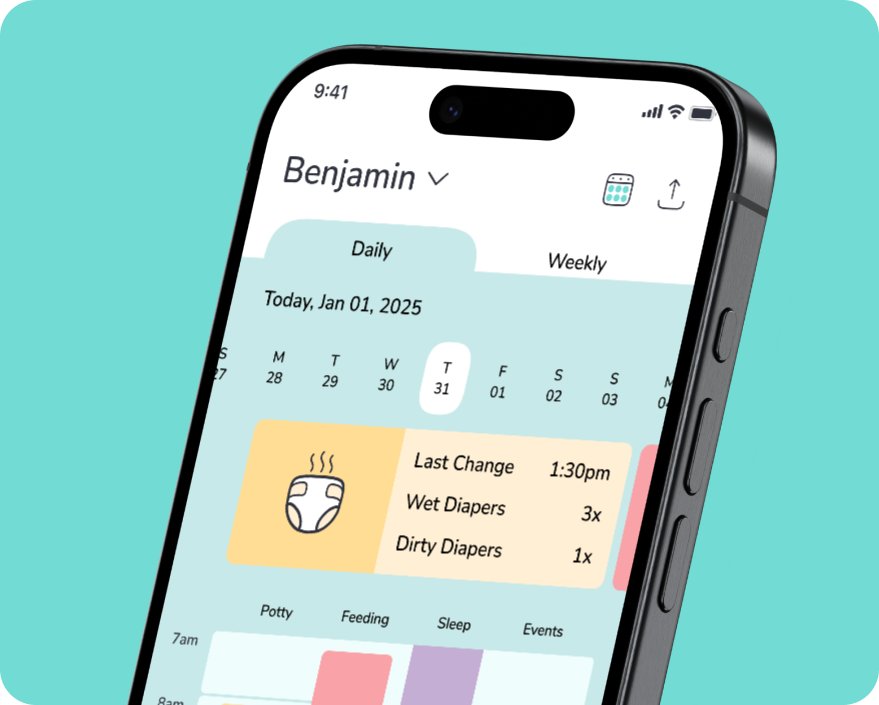 9:41
Benjamin
Daily Weekly
Today, Jan 01, 2025
S M T W T F S S M
27 28 29 30 31 01 02 03 04
Last Change 1:30pm
Wet Diapers 3x
Dirty Diapers 1x
Potty Feeding Sleep Events
7am
8am